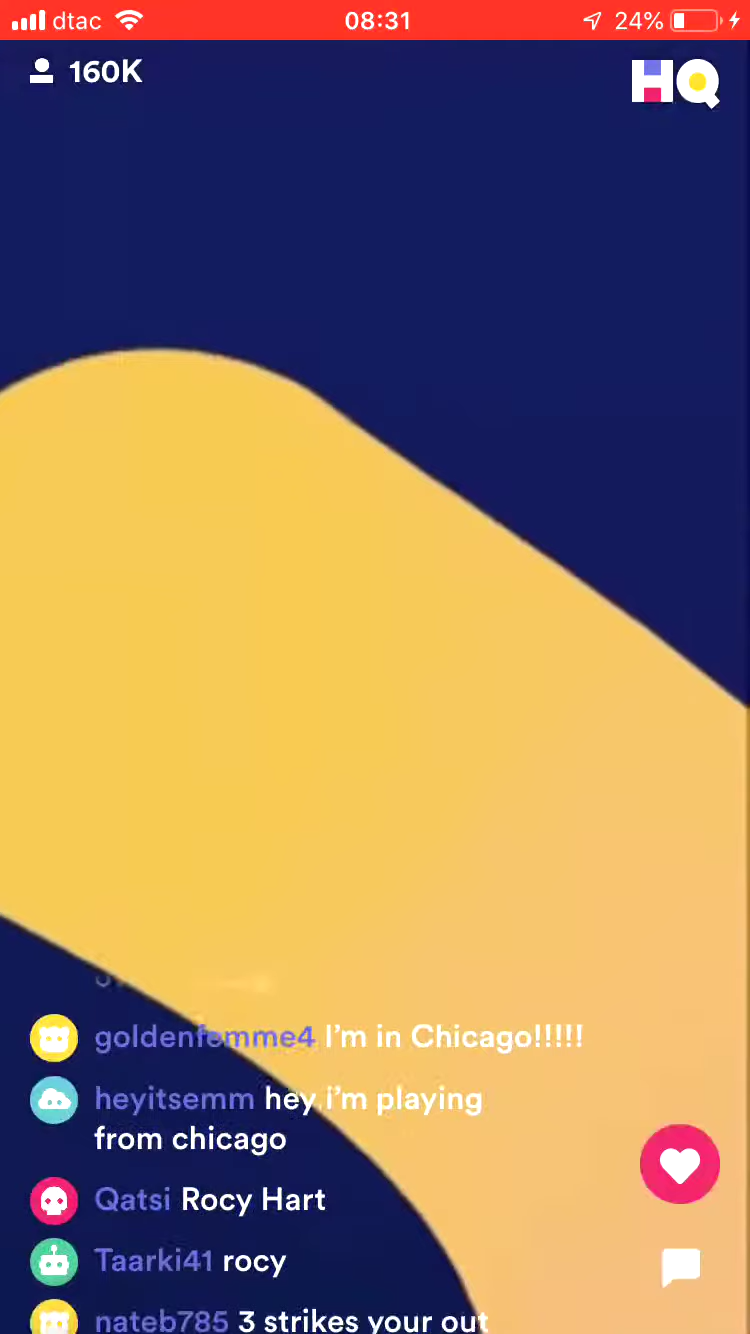 dtac 08:31 24%
160K HQ
goldenfemme4 I'm in Chicago!!!!!
heyitsemm hey,i'm playing
from chicago
Qatsi Rocy Hart
Taarki41 rocy
nateb785 3 strikes your out